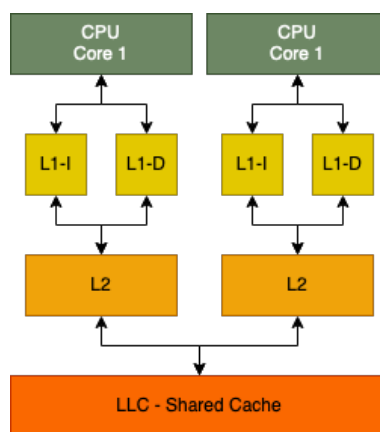 CPU
Core 1
CPU
Core 1
L1-I
L1-D
L1-I
L1-D
L2
L2
LLC - Shared Cache